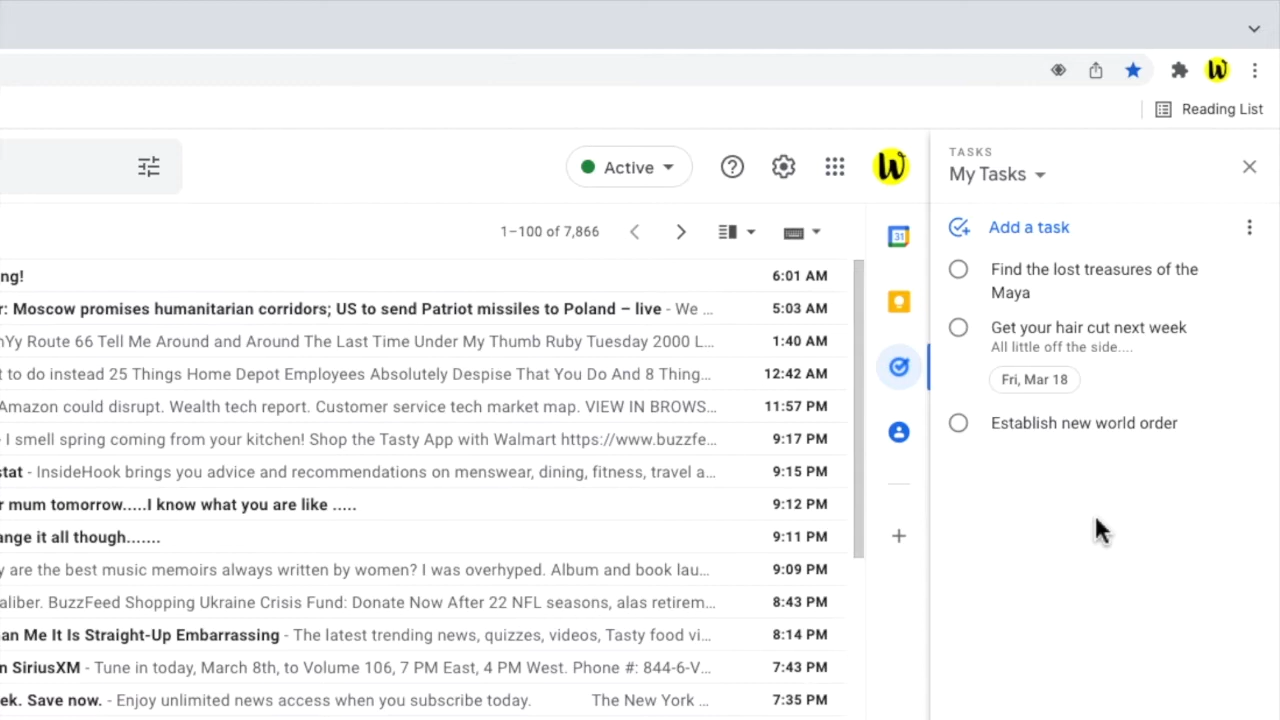 Reading List
Active
TASKS
My Tasks
1–100 of 7,866
Add a task
31
ng! 6:01 AM
r: Moscow promises humanitarian corridors; US to send Patriot missiles to Poland – live - We ... 5:03 AM
nYy Route 66 Tell Me Around and Around The Last Time Under My Thumb Ruby Tuesday 2000 L... 1:40 AM
t to do instead 25 Things Home Depot Employees Absolutely Despise That You Do And 8 Thing... 12:42 AM
Amazon could disrupt. Wealth tech report. Customer service tech market map. VIEW IN BROWS... 11:57 PM
- I smell spring coming from your kitchen! Shop the Tasty App with Walmart https://www.buzzfe... 9:17 PM
stat - InsideHook brings you advice and recommendations on menswear, dining, fitness, travel a... 9:15 PM
r mum tomorrow.....I know what you are like ..... 9:12 PM
ange it all though....... 9:11 PM
y are the best music memoirs always written by women? I was overhyped. Album and book lau... 9:09 PM
aliber. BuzzFeed Shopping Ukraine Crisis Fund: Donate Now After 22 NFL seasons, alas retirem... 8:43 PM
an Me It Is Straight-Up Embarrassing - The latest trending news, quizzes, videos, Tasty food vi... 8:14 PM
n SiriusXM - Tune in today, March 8th, to Volume 106, 7 PM East, 4 PM West. Phone #: 844-6-V... 7:43 PM
ek. Save now. - Enjoy unlimited news access when you subscribe today. The New York ... 7:35 PM
Find the lost treasures of the
Maya
Get your hair cut next week
All little off the side....
Fri, Mar 18
Establish new world order